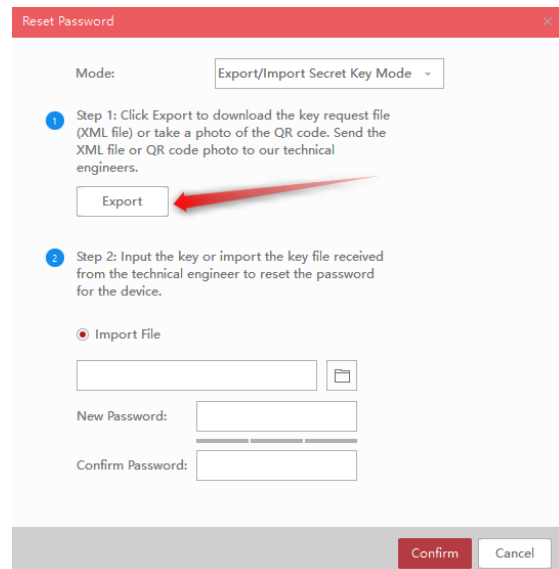 Reset Password
Mode: Export/Import Secret Key Mode
1 Step 1: Click Export to download the key request file
(XML file) or take a photo of the QR code. Send the
XML file or QR code photo to our technical
engineers.
Export
2 Step 2: Input the key or import the key file received
from the technical engineer to reset the password
for the device.
Import File
New Password:
Confirm Password:
Confirm Cancel